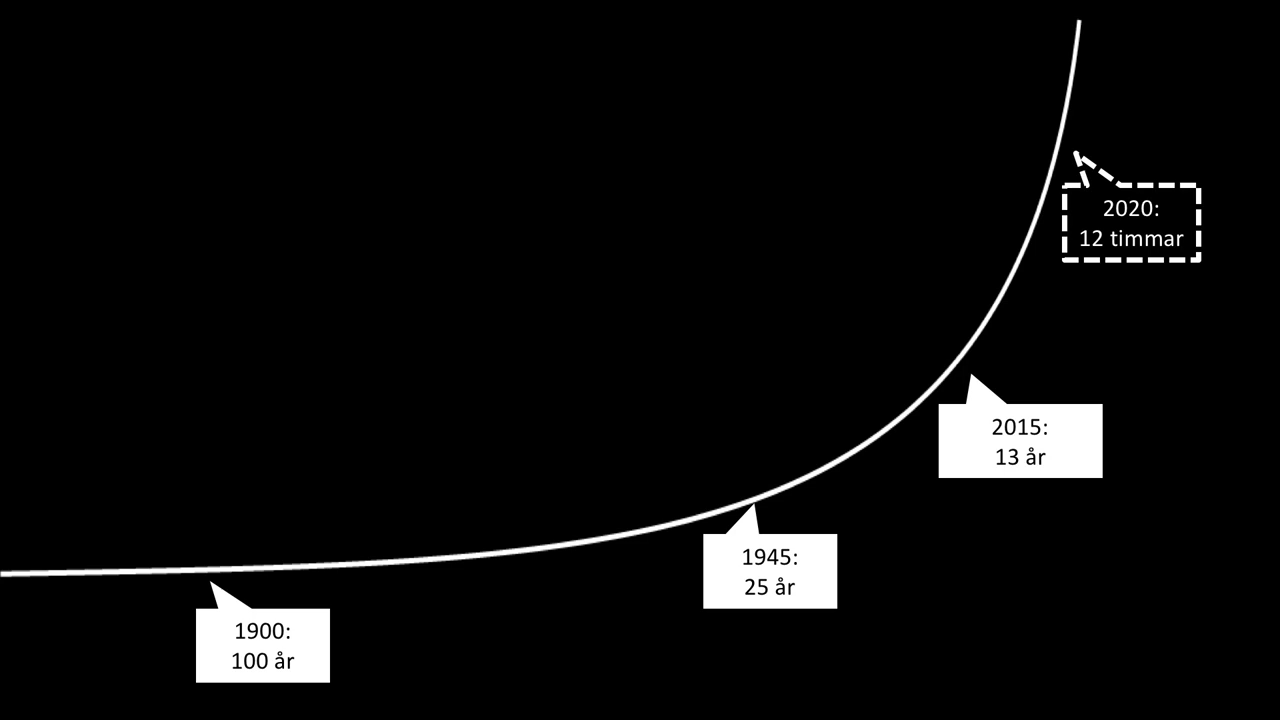 2020:
12 timmar
2015:
13 år
1945:
25 år
1900:
100 år